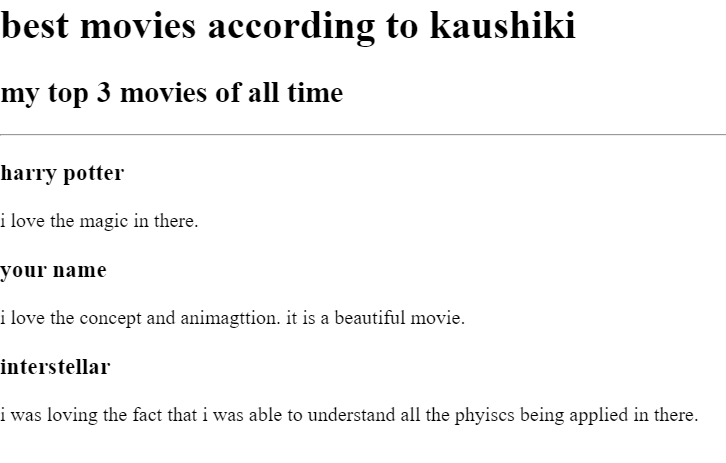 best movies according to kaushiki
my top 3 movies of all time
harry potter
i love the magic in there.
your name
i love the concept and animagttion. it is a beautiful movie.
interstellar
i was loving the fact that i was able to understand all the phyiscs being applied in there.